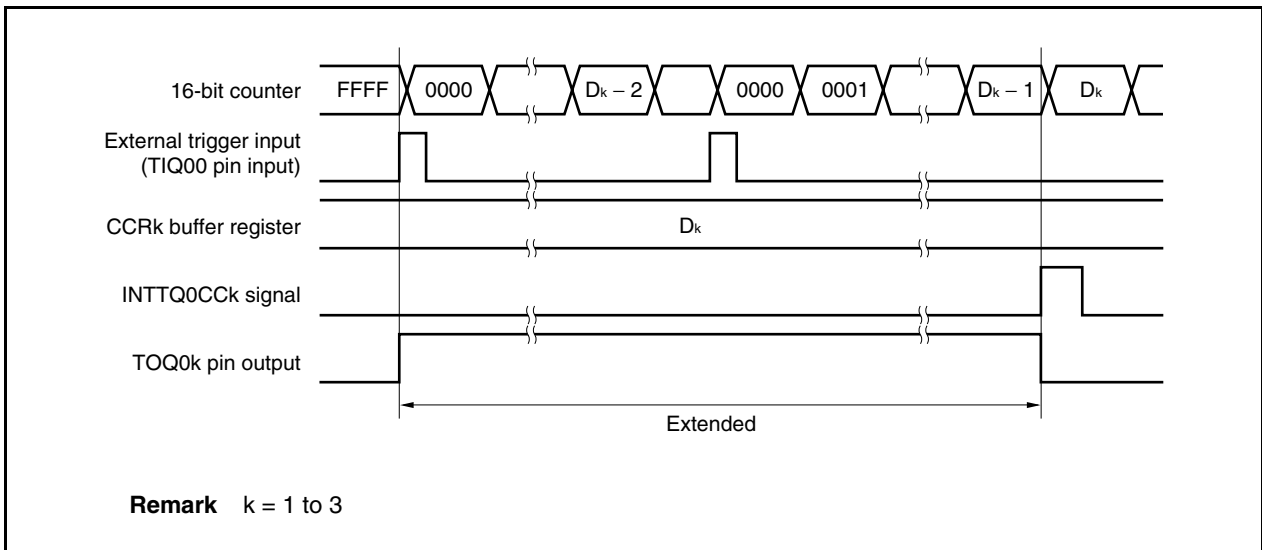 16-bit counter FFFF 0000 Dk − 2 0000 0001 Dk − 1 Dk
External trigger input
(TIQ00 pin input)
CCRk buffer register Dk
INTTQ0CCk signal
TOQ0k pin output
Extended
Remark k = 1 to 3